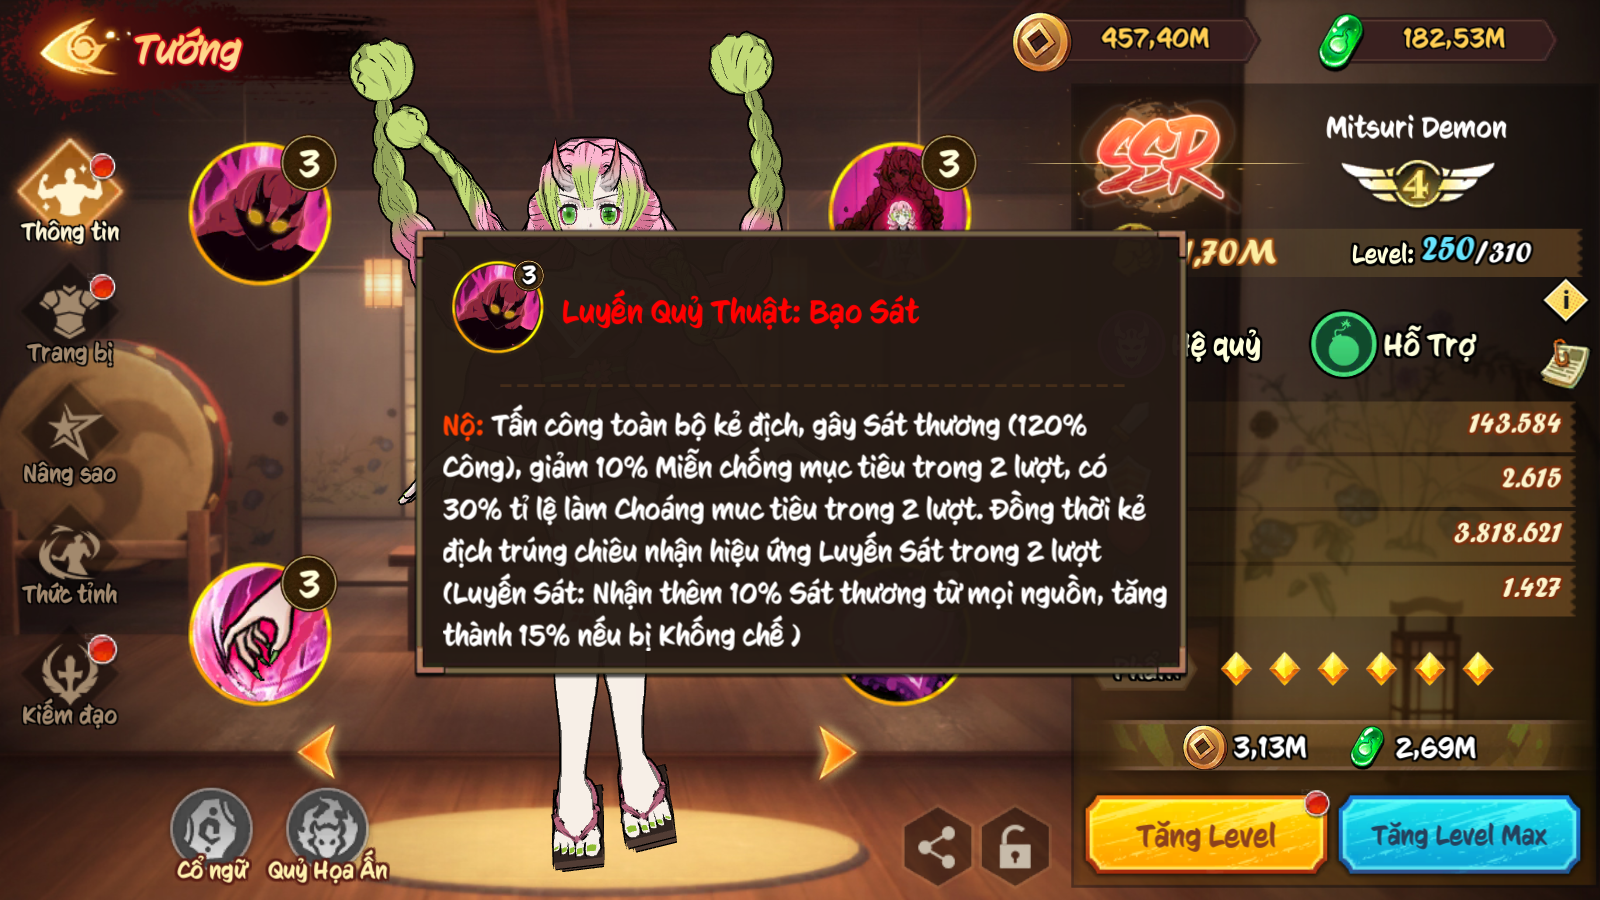 Tướng
457,40M
182,53M
SSR
Mitsuri Demon
4
3
3
Thông tin
1,70M
Level: 250/310
3
Luyến Quỷ Thuật: Bạo Sát
quỷ
Hỗ Trợ
Trang bị
Nộ: Tấn công toàn bộ kẻ địch, gây Sát thương (120%
Công), giảm 10% Miễn chống mục tiêu trong 2 lượt, có
30% tỉ lệ làm Choáng muc tiêu trong 2 lượt. Đồng thời kẻ
địch trúng chiêu nhận hiệu ứng Luyến Sát trong 2 lượt
(Luyến Sát: Nhận thêm 10% Sát thương từ mọi nguồn, tăng
thành 15% nếu bị Khống chế )
143.584
2.615
3.818.621
1.427
Nâng sao
Thức tỉnh
3
Kiếm đạo
3,13M
2,69M
Cổ ngữ
Quỷ Họa Ấn
Tăng Level
Tăng Level Max